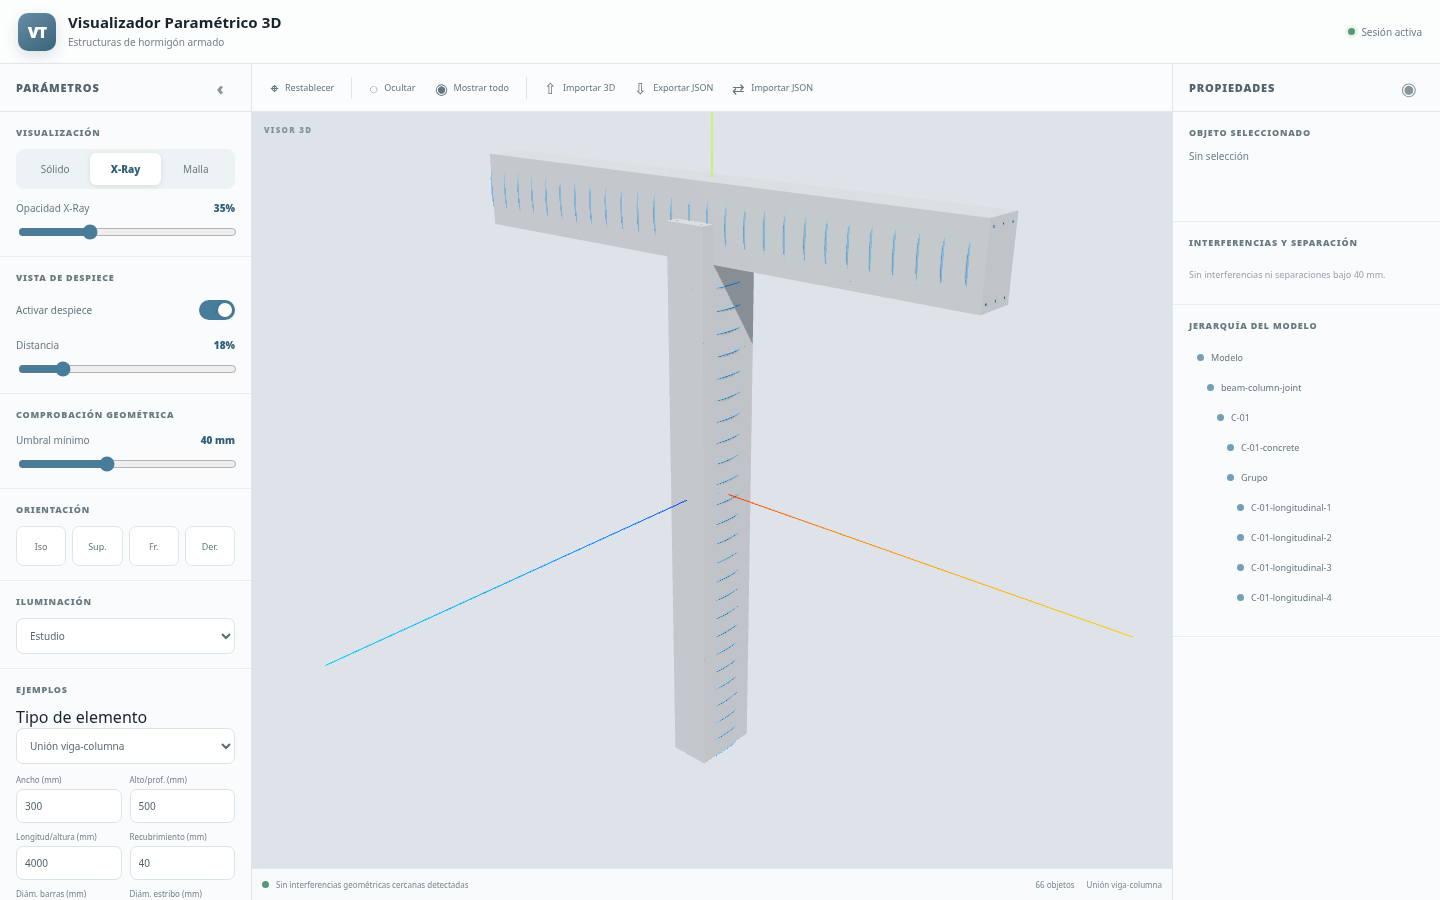 VT
Visualizador Paramétrico 3D
Estructuras de hormigón armado
Sesión activa
PARÁMETROS
Restablecer
Ocultar
Mostrar todo
Importar 3D
Exportar JSON
Importar JSON
PROPIEDADES
VISUALIZACIÓN
Sólido
X-Ray
Malla
Opacidad X-Ray
35%
VISTA DE DESPIECE
Activar despiece
Distancia
18%
COMPROBACIÓN GEOMÉTRICA
Umbral mínimo
40 mm
ORIENTACIÓN
Iso
Sup.
Fr.
Der.
ILUMINACIÓN
Estudio
EJEMPLOS
Tipo de elemento
Unión viga-columna
Ancho (mm)
Alto/prof. (mm)
300
500
Longitud/altura (mm)
Recubrimiento (mm)
4000
40
Diám. barras (mm)
Diám. estribo (mm)
VISOR 3D
Sin interferencias geométricas cercanas detectadas
66 objetos
Unión viga-columna
OBJETO SELECCIONADO
Sin selección
INTERFERENCIAS Y SEPARACIÓN
Sin interferencias ni separaciones bajo 40 mm.
JERARQUÍA DEL MODELO
Modelo
beam-column-joint
C-01
C-01-concrete
Grupo
C-01-longitudinal-1
C-01-longitudinal-2
C-01-longitudinal-3
C-01-longitudinal-4